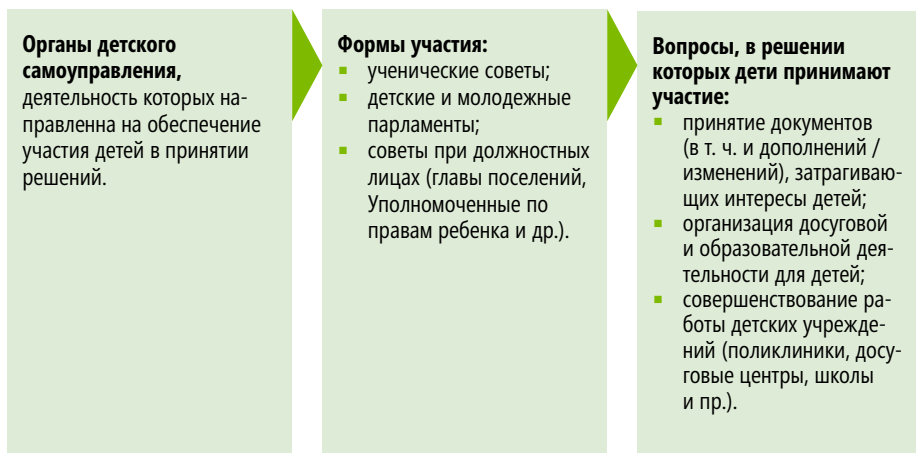 Органы детского
самоуправления,
деятельность которых на-
правленна на обеспечение
участия детей в принятии
решений.
Формы участия:
▪ ученические советы;
▪ детские и молодежные
парламенты;
▪ советы при должностных
лицах (главы поселений,
Уполномоченные по
правам ребенка и др.).
Вопросы, в решении
которых дети принимают
участие:
▪ принятие документов
(в т. ч. и дополнений /
изменений), затрагиваю-
щих интересы детей;
▪ организация досуговой
и образовательной дея-
тельности для детей;
▪ совершенствование ра-
боты детских учрежде-
ний (поликлиники, досу-
говые центры, школы
и пр.).